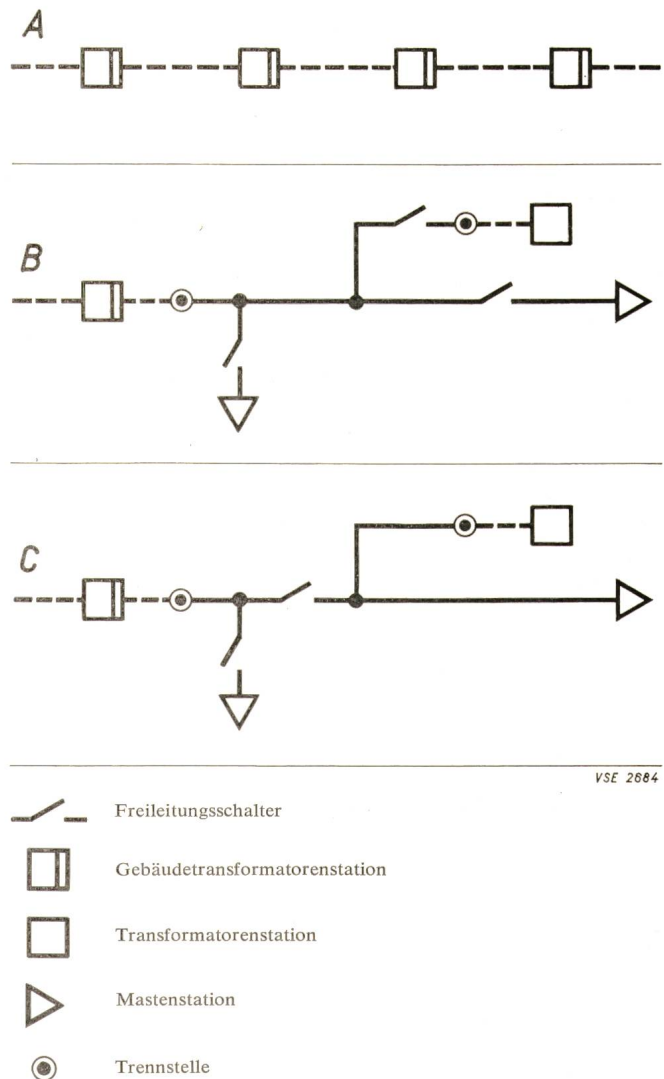 A
B
C
VSE 2684
Freileitungsschalter
Gebäudetransformatorenstation
Transformatorenstation
Mastenstation
Trennstelle